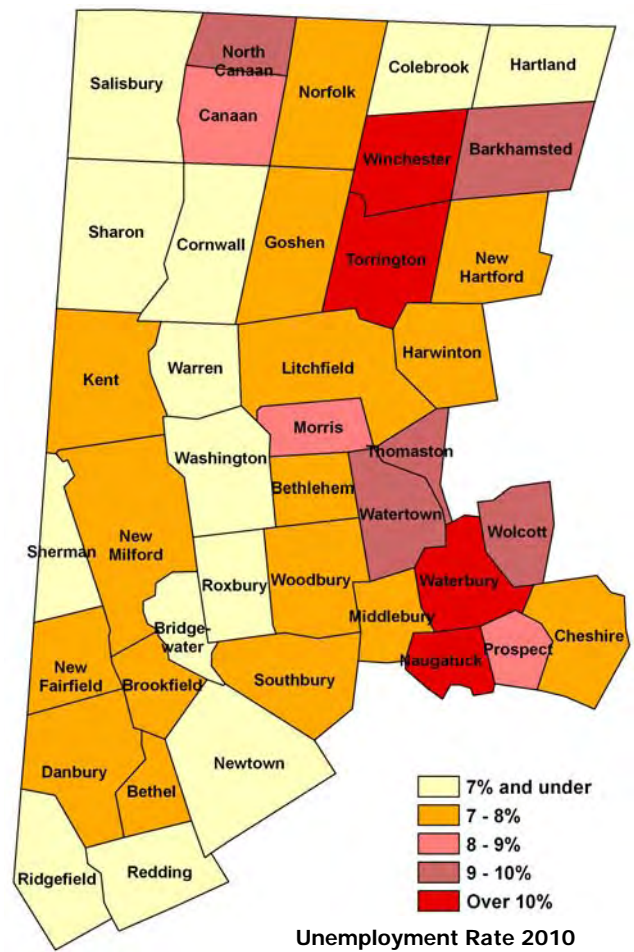 North
Canaan
Salisbury
Colebrook
Hartland
Norfolk
Canaan
Winchester
Barkhamsted
Sharon
Cornwall
Goshen
Torrington
New
Hartford
Kent
Warren
Litchfield
Harwinton
Morris
Washington
Thomaston
Bethlehem
Watertown
Sherman
New
Milford
Wolcott
Roxbury
Woodbury
Waterbury
Middlebury
Bridge-
water
Cheshire
New
Fairfield
Brookfield
Southbury
Naugatuck
Prospect
Danbury
Bethel
Newtown
Ridgefield
Redding
7% and under
7 - 8%
8 - 9%
9 - 10%
Over 10%
Unemployment Rate 2010